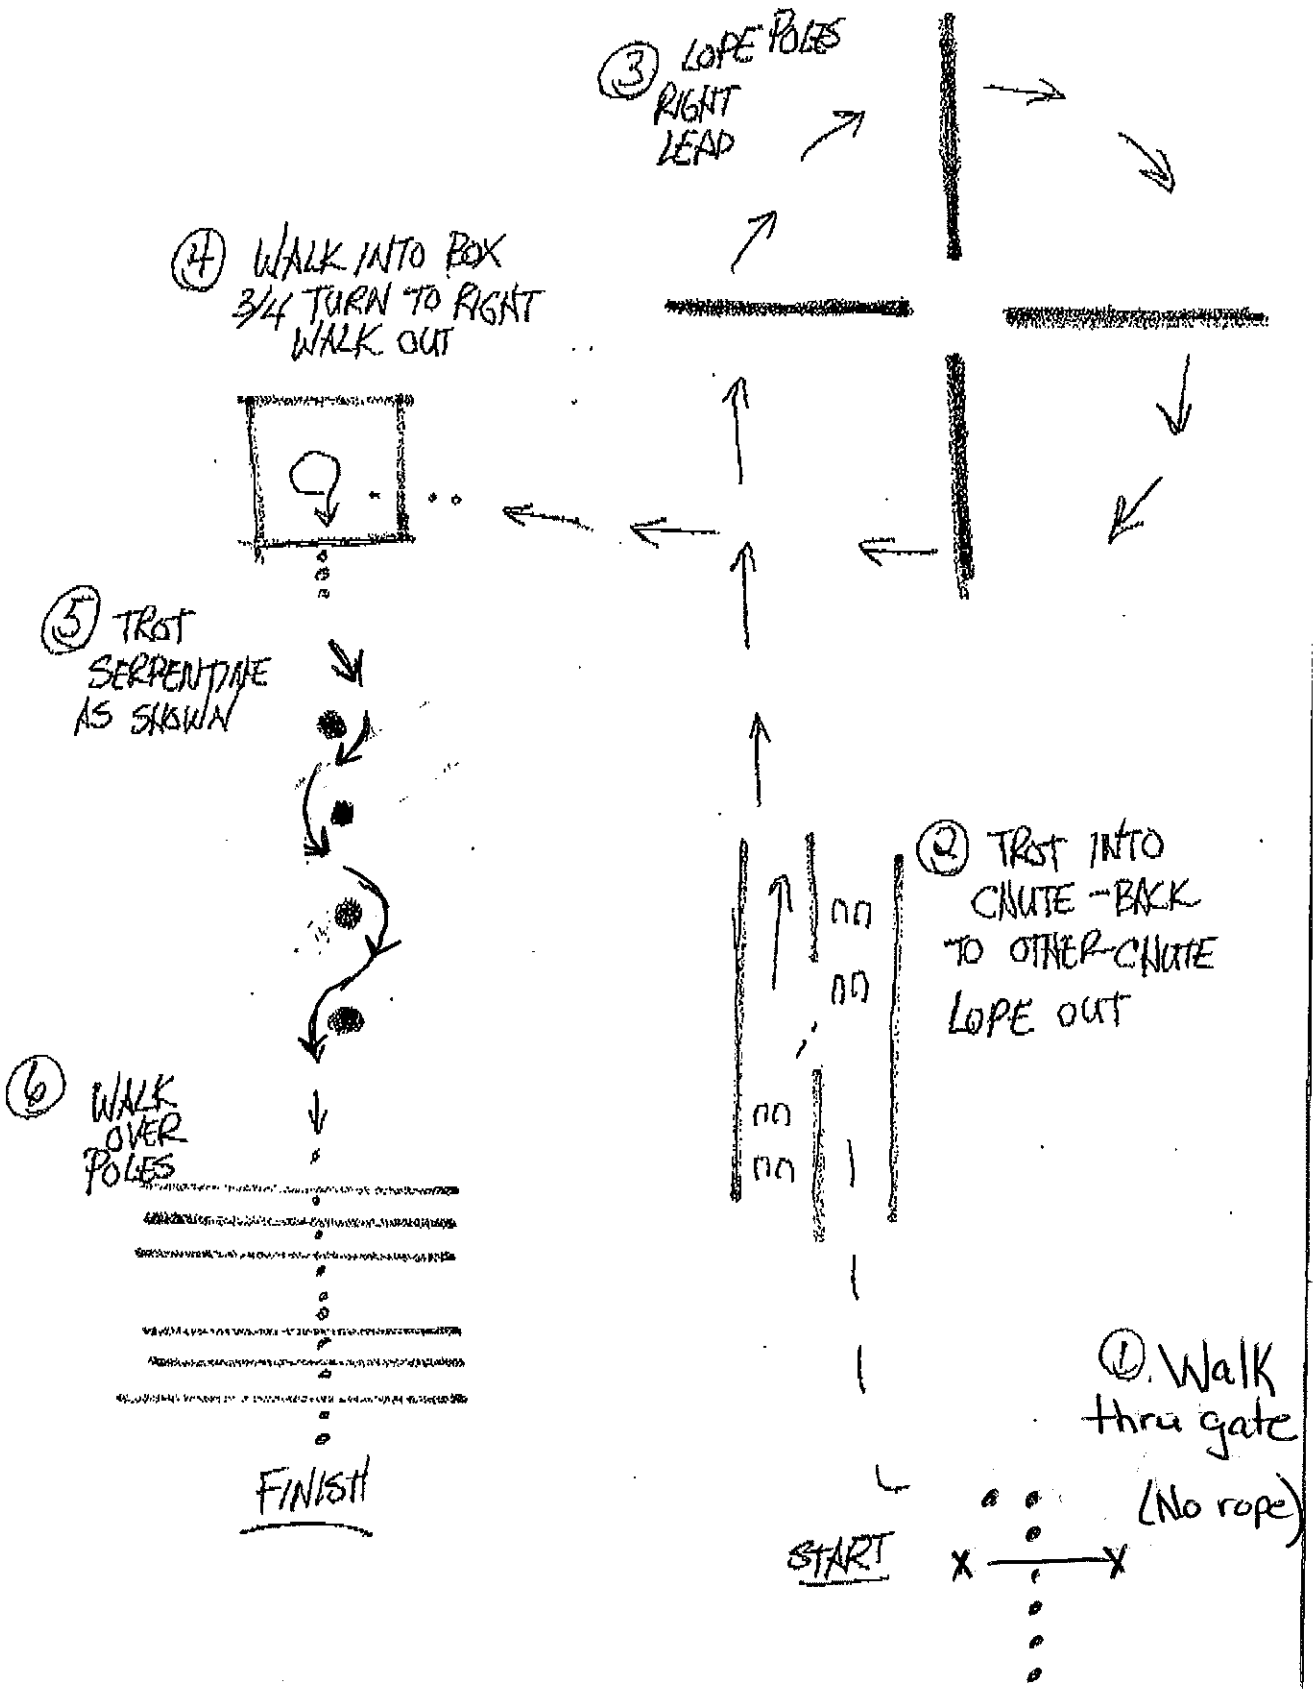 ③ LOPE POLES
RIGHT
LEAD
④ WALK INTO BOX
3/4 TURN TO RIGHT
WALK OUT
⑤ TROT
SERPENTINE
AS SHOWN
② TROT INTO
CHUTE - BACK
TO OTHER CHUTE
LOPE OUT
⑥ WALK
OVER
POLES
①. Walk
thru gate
(No rope)
FINISH
START
X X